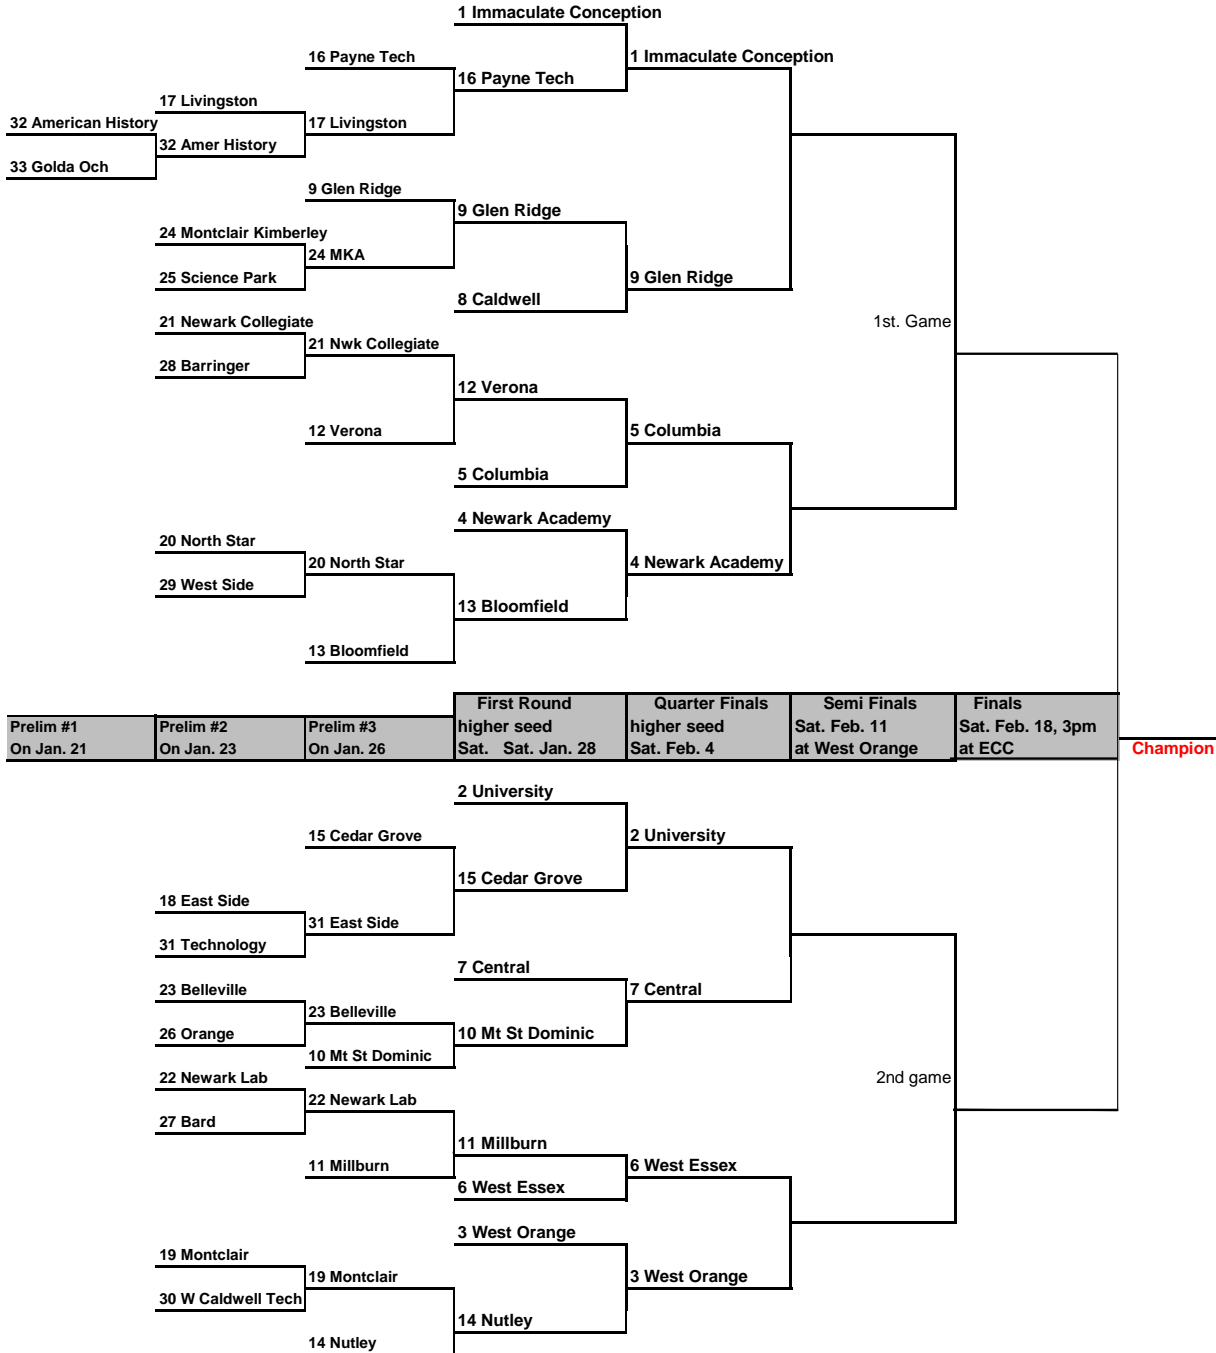 1 Immaculate Conception
16 Payne Tech
1 Immaculate Conception
16 Payne Tech
17 Livingston
32 American History
17 Livingston
32 Amer History
33 Golda Och
9 Glen Ridge
9 Glen Ridge
24 Montclair Kimberley
24 MKA
25 Science Park
9 Glen Ridge
8 Caldwell
21 Newark Collegiate
1st. Game
21 Nwk Collegiate
28 Barringer
12 Verona
12 Verona
5 Columbia
5 Columbia
4 Newark Academy
20 North Star
20 North Star
4 Newark Academy
29 West Side
13 Bloomfield
13 Bloomfield
First Round
Quarter Finals
Semi Finals
Finals
Prelim #1
Prelim #2
Prelim #3
higher seed
higher seed
Sat. Feb. 11
Sat. Feb. 18, 3pm
On Jan. 21
On Jan. 23
On Jan. 26
Sat. Sat. Jan. 28
Sat. Feb. 4
at West Orange
at ECC
Champion
2 University
15 Cedar Grove
2 University
15 Cedar Grove
18 East Side
31 East Side
31 Technology
7 Central
23 Belleville
7 Central
23 Belleville
26 Orange
10 Mt St Dominic
10 Mt St Dominic
22 Newark Lab
2nd game
22 Newark Lab
27 Bard
11 Millburn
11 Millburn
6 West Essex
6 West Essex
3 West Orange
19 Montclair
19 Montclair
3 West Orange
30 W Caldwell Tech
14 Nutley
14 Nutley